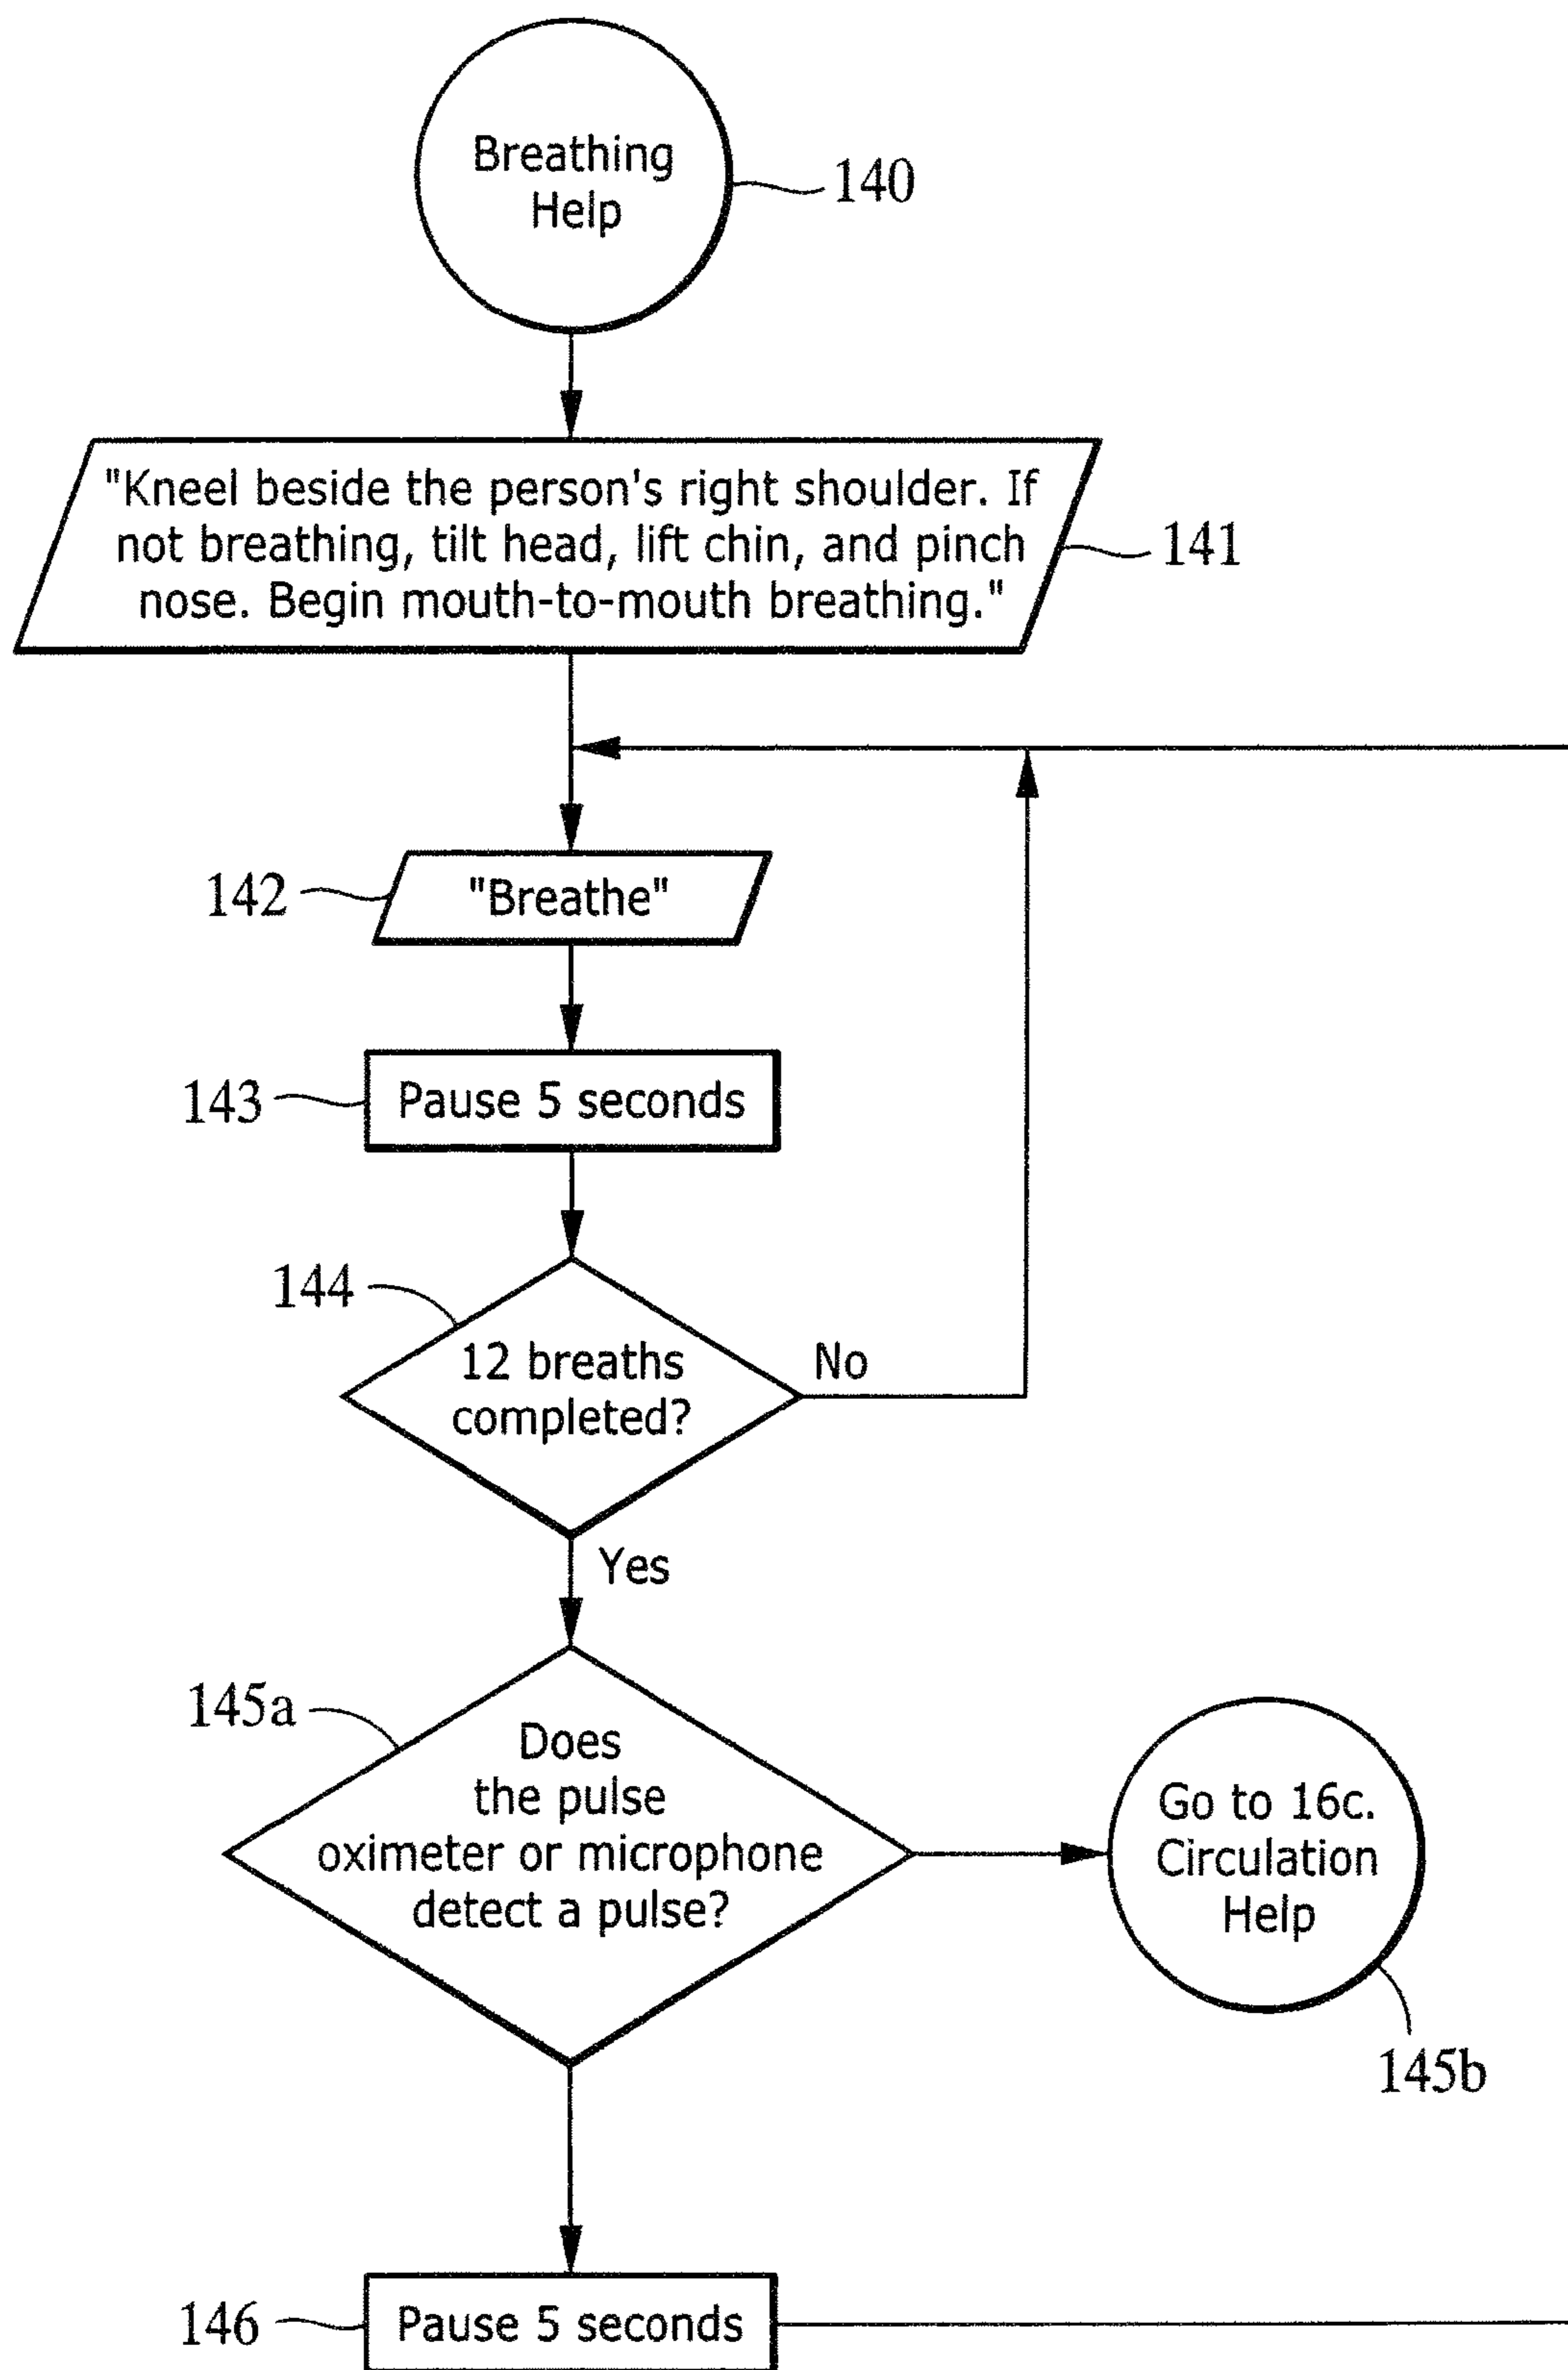 Breathing
Help
140
"Kneel beside the person's right shoulder. If
not breathing, tilt head, lift chin, and pinch
nose. Begin mouth-to-mouth breathing."
141
142
"Breathe"
143
Pause 5 seconds
144
12 breaths
completed?
No
Yes
145a
Does
the pulse
oximeter or microphone
detect a pulse?
Go to 16c.
Circulation
Help
145b
146
Pause 5 seconds